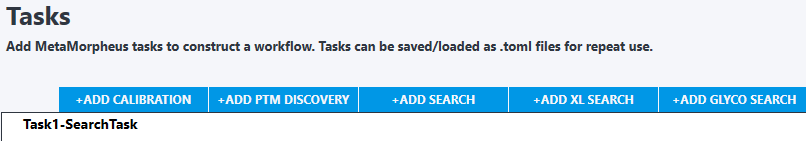 Tasks
Add MetaMorpheus tasks to construct a workflow. Tasks can be saved/loaded as .toml files for repeat use.
+ADD CALIBRATION +ADD PTM DISCOVERY +ADD SEARCH +ADD XL SEARCH +ADD GLYCO SEARCH
Task1-SearchTask